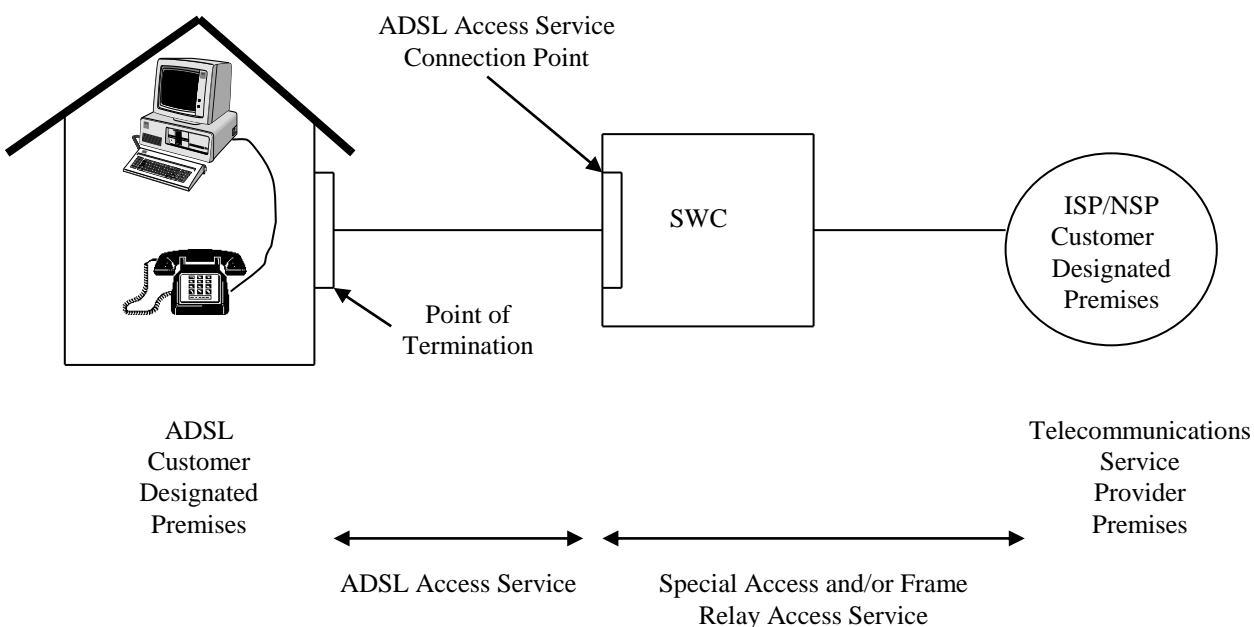 ADSL Access Service
Connection Point
SWC
ISP/NSP
Customer
Designated
Premises
Point of
Termination
ADSL
Customer
Designated
Premises
Telecommunications
Service
Provider
Premises
ADSL Access Service
Special Access and/or Frame
Relay Access Service